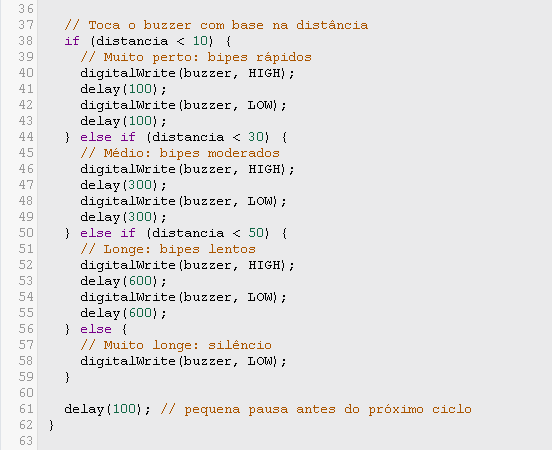 36
37 // Toca o buzzer com base na distância
38 if (distancia < 10) {
39 // Muito perto: bipes rápidos
40 digitalWrite(buzzer, HIGH);
41 delay(100);
42 digitalWrite(buzzer, LOW);
43 delay(100);
44 } else if (distancia < 30) {
45 // Médio: bipes moderados
46 digitalWrite(buzzer, HIGH);
47 delay(300);
48 digitalWrite(buzzer, LOW);
49 delay(300);
50 } else if (distancia < 50) {
51 // Longe: bipes lentos
52 digitalWrite(buzzer, HIGH);
53 delay(600);
54 digitalWrite(buzzer, LOW);
55 delay(600);
56 } else {
57 // Muito longe: silêncio
58 digitalWrite(buzzer, LOW);
59 }
60
61 delay(100); // pequena pausa antes do próximo ciclo
62 }
63